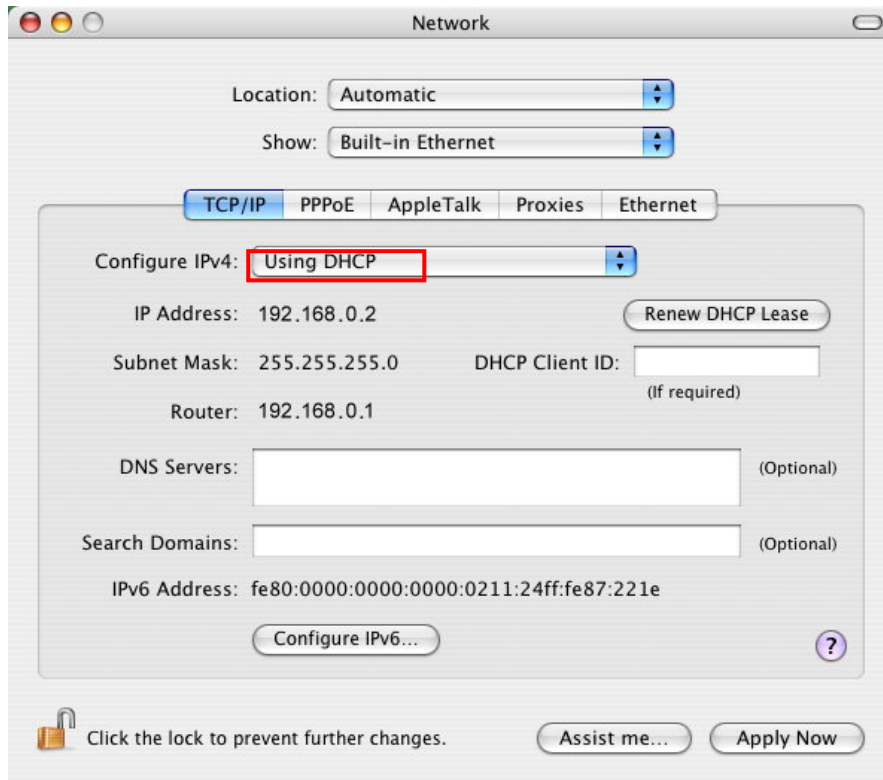 Network
Location: Automatic
Show: Built-in Ethernet
TCP/IP PPPoE AppleTalk Proxies Ethernet
Configure IPv4: Using DHCP
IP Address: 192.168.0.2 Renew DHCP Lease
Subnet Mask: 255.255.255.0 DHCP Client ID:
(If required)
Router: 192.168.0.1
DNS Servers: (Optional)
Search Domains: (Optional)
IPv6 Address: fe80:0000:0000:0000:0211:24ff:fe87:221e
Configure IPv6...
?
Click the lock to prevent further changes. Assist me... Apply Now